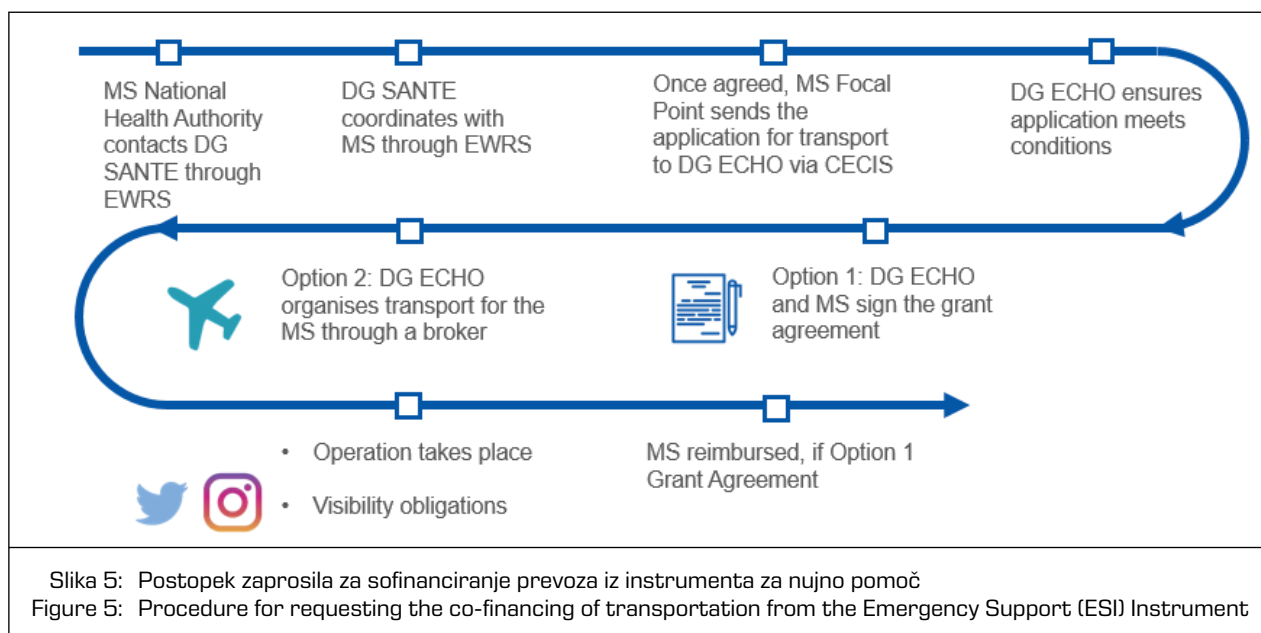 MS National
Health Authority
contacts DG
SANTE through
EWRS
DG SANTE
coordinates with
MS through EWRS
Once agreed, MS Focal
Point sends the
application for transport
to DG ECHO via CECIS
DG ECHO ensures
application meets
conditions
Option 2: DG ECHO
organises transport for the
MS through a broker
Option 1: DG ECHO
and MS sign the grant
agreement
• Operation takes place
• Visibility obligations
MS reimbursed, if Option 1
Grant Agreement
Slika 5: Postopek zaprosila za sofinanciranje prevoza iz instrumenta za nujno pomoč
Figure 5: Procedure for requesting the co-financing of transportation from the Emergency Support (ESI) Instrument